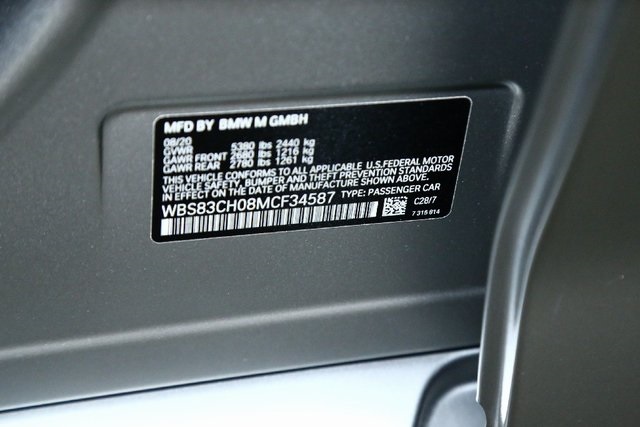 MFD BY BMW M GMBH
08/20
GVWR 5380 lbs 2440 kg
GAWR FRONT 2680 lbs 1216 kg
GAWR REAR 2780 lbs 1261 kg
THIS VEHICLE CONFORMS TO ALL APPLICABLE U.S.FEDERAL MOTOR
VEHICLE SAFETY, BUMPER, AND THEFT PREVENTION STANDARDS
IN EFFECT ON THE DATE OF MANUFACTURE SHOWN ABOVE.
WBS83CH08MCF34587 TYPE: PASSENGER CAR
C28/7
7 316 614